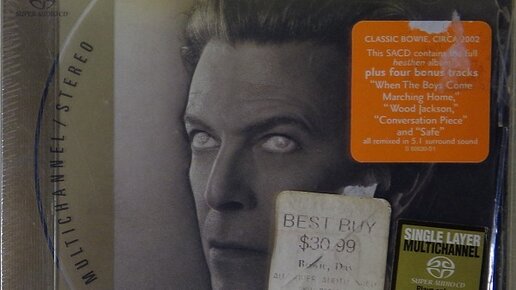 SUPER AUDIO CD
MULTICHANNEL/STEREO
CLASSIC BOWIE, CIRCA 2002
This SACD contains the full
heathen album
plus four bonus tracks
"When The Boys Come
Marching Home,"
"Wood Jackson,"
"Conversation Piece"
and "Safe"
all remixed in 5.1 surround sound
BEST BUY
$30.99
Bowie, Dav
SINGLE LAYER
MULTICHANNEL
SUPER AUDIO CD